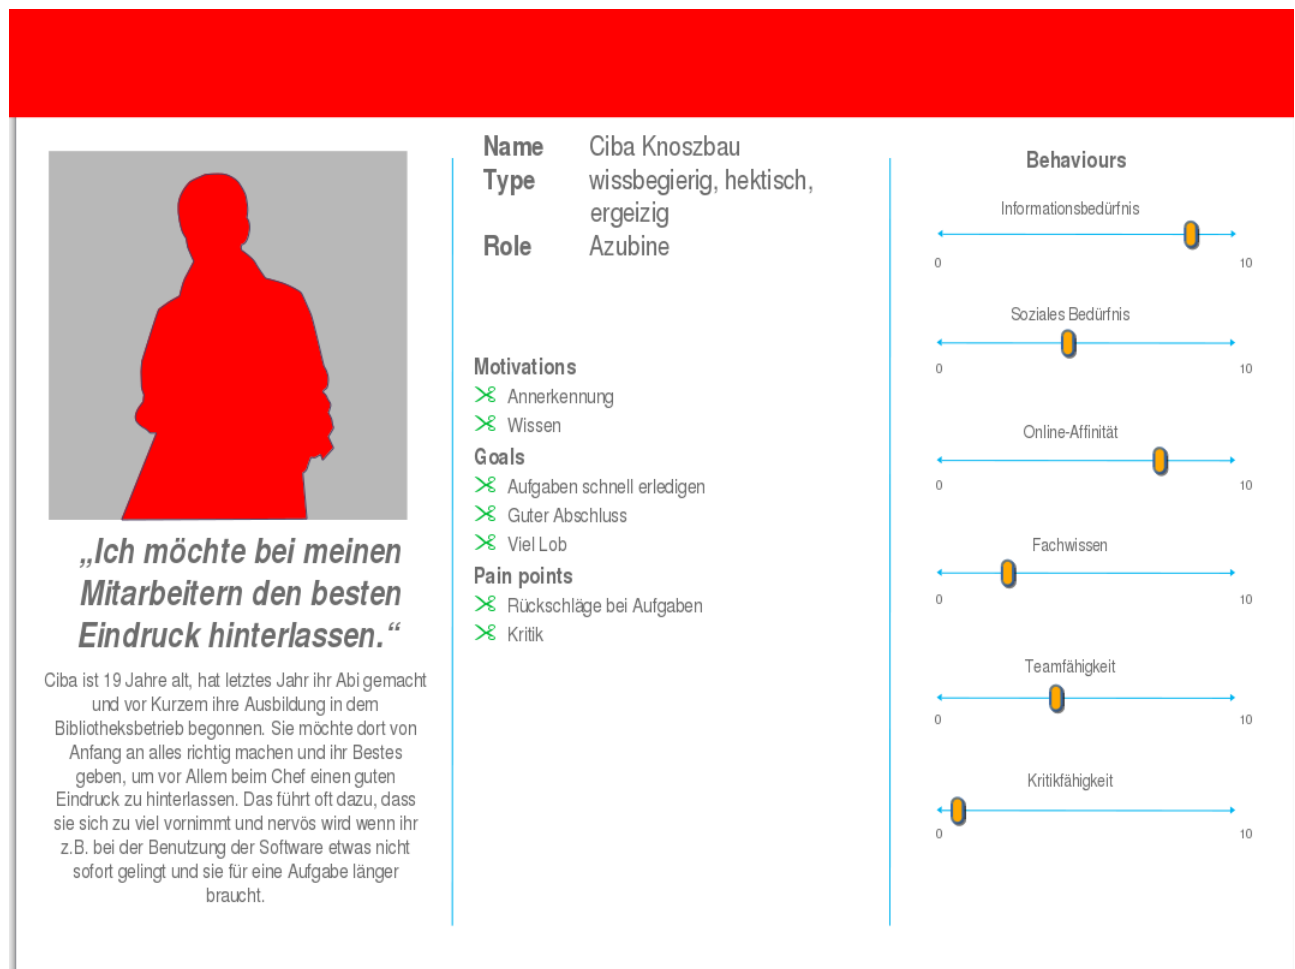 „Ich möchte bei meinen
Mitarbeitern den besten
Eindruck hinterlassen.“
Ciba ist 19 Jahre alt, hat letztes Jahr ihr Abi gemacht
und vor Kurzem ihre Ausbildung in dem
Bibliotheksbetrieb begonnen. Sie möchte dort von
Anfang an alles richtig machen und ihr Bestes
geben, um vor Allem beim Chef einen guten
Eindruck zu hinterlassen. Das führt oft dazu, dass
sie sich zu viel vornimmt und nervös wird wenn ihr
z.B. bei der Benutzung der Software etwas nicht
sofort gelingt und sie für eine Aufgabe länger
braucht.
Name Ciba Knoszbau
Type wissbegierig, hektisch,
ergeizig
Role Azubine
Motivations
Annerkennung
Wissen
Goals
Aufgaben schnell erledigen
Guter Abschluss
Viel Lob
Pain points
Rückschläge bei Aufgaben
Kritik
Behaviours
Informationsbedürfnis
0 10
Soziales Bedürfnis
0 10
Online-Affinität
0 10
Fachwissen
0 10
Teamfähigkeit
0 10
Kritikfähigkeit
0 10